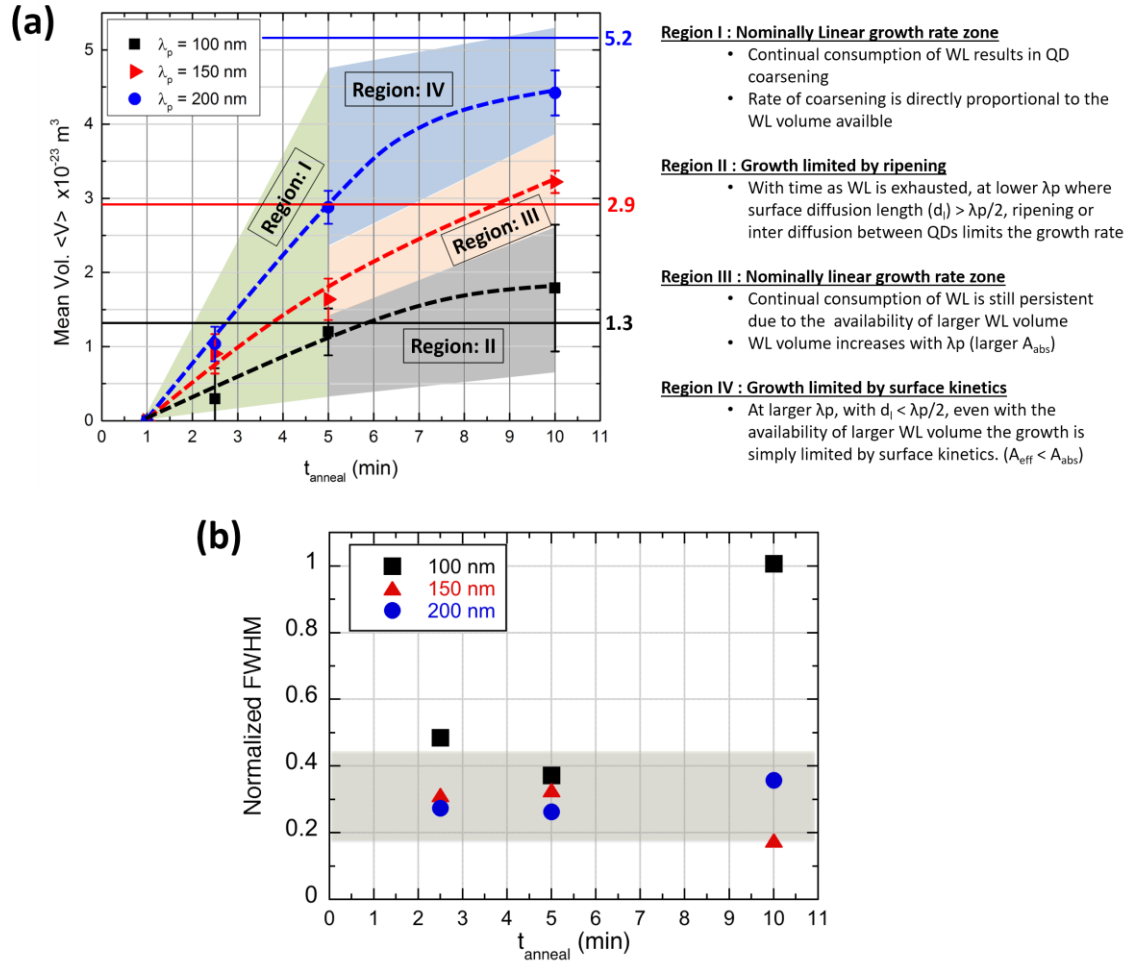 (a)
λp = 100 nm
λp = 150 nm
λp = 200 nm
Mean Vol. <V> x10⁻²³ m³
5
4
3
2
1
0
5.2
2.9
1.3
Region: I
Region: IV
Region: III
Region: II
0 1 2 3 4 5 6 7 8 9 10 11
tanneal (min)
Region I : Nominally Linear growth rate zone
• Continual consumption of WL results in QD
coarsening
• Rate of coarsening is directly proportional to the
WL volume availble
Region II : Growth limited by ripening
• With time as WL is exhausted, at lower λp where
surface diffusion length (dl) > λp/2, ripening or
inter diffusion between QDs limits the growth rate
Region III : Nominally linear growth rate zone
• Continual consumption of WL is still persistent
due to the availability of larger WL volume
• WL volume increases with λp (larger Aabs)
Region IV : Growth limited by surface kinetics
• At larger λp, with dl < λp/2, even with the
availability of larger WL volume the growth is
simply limited by surface kinetics. (Aeff < Aabs)
(b)
100 nm
150 nm
200 nm
Normalized FWHM
1
0.8
0.6
0.4
0.2
0
0 1 2 3 4 5 6 7 8 9 10 11
tanneal (min)